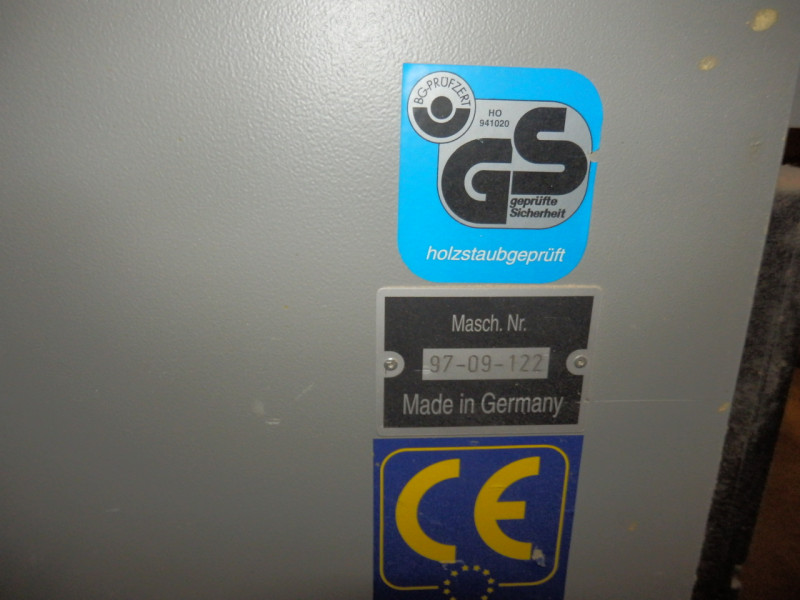 BG-PRÜFZERT
HO
941020
GS
geprüfte
Sicherheit
holzstaubgeprüft
Masch. Nr.
97-09-122
Made in Germany
CE